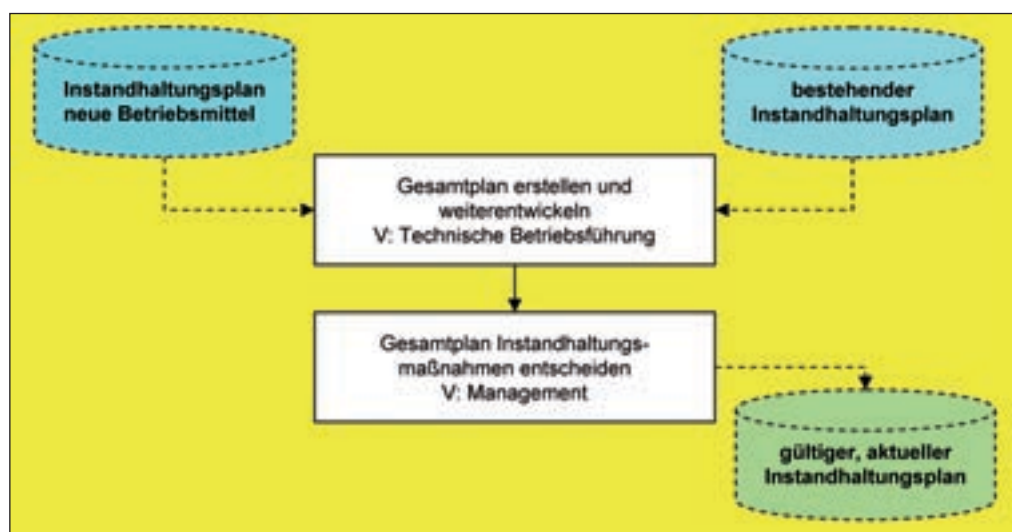 Instandhaltungsplan
neue Betriebsmittel
bestehender
Instandhaltungsplan
Gesamtplan erstellen und
weiterentwickeln
V: Technische Betriebsführung
Gesamtplan Instandhaltungs-
maßnahmen entscheiden
V: Management
gültiger, aktueller
Instandhaltungsplan